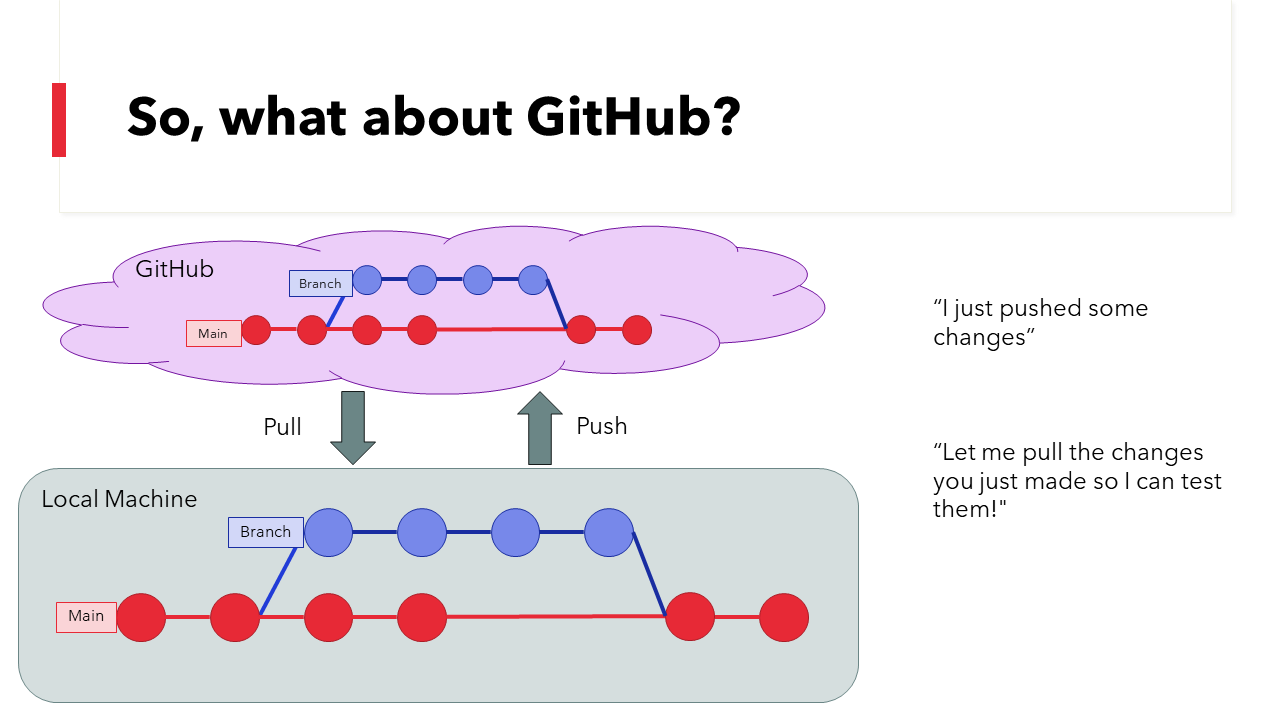 So, what about GitHub?
GitHub
Branch
Main
Pull
Push
Local Machine
Branch
Main
“I just pushed some
changes”
“Let me pull the changes
you just made so I can test
them!"